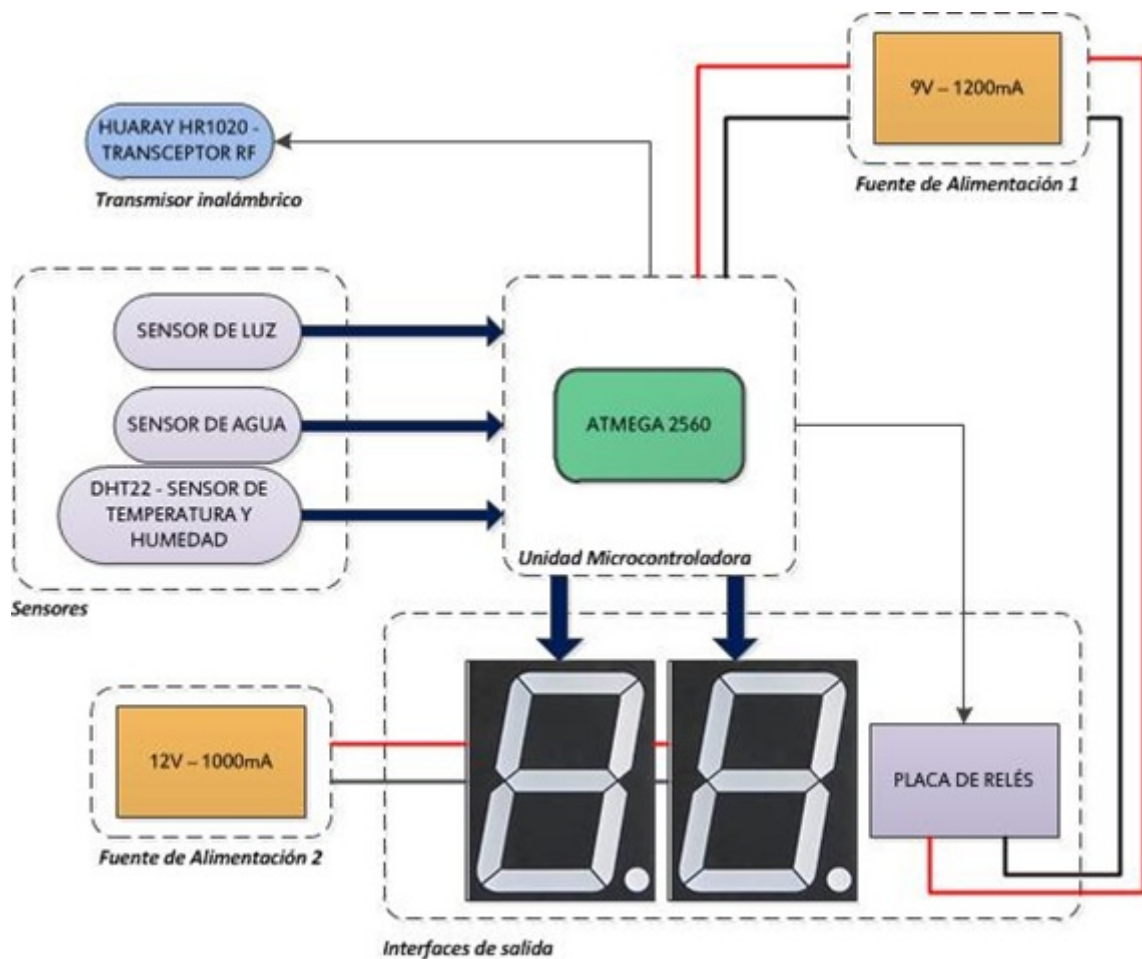 9V – 1200mA
Fuente de Alimentación 1
HUARAY HR1020 -
TRANSCEPTOR RF
Transmisor inalámbrico
SENSOR DE LUZ
SENSOR DE AGUA
DHT22 - SENSOR DE
TEMPERATURA Y
HUMEDAD
Sensores
ATMEGA 2560
Unidad Microcontroladora
12V – 1000mA
Fuente de Alimentación 2
PLACA DE RELÉS
Interfaces de salida